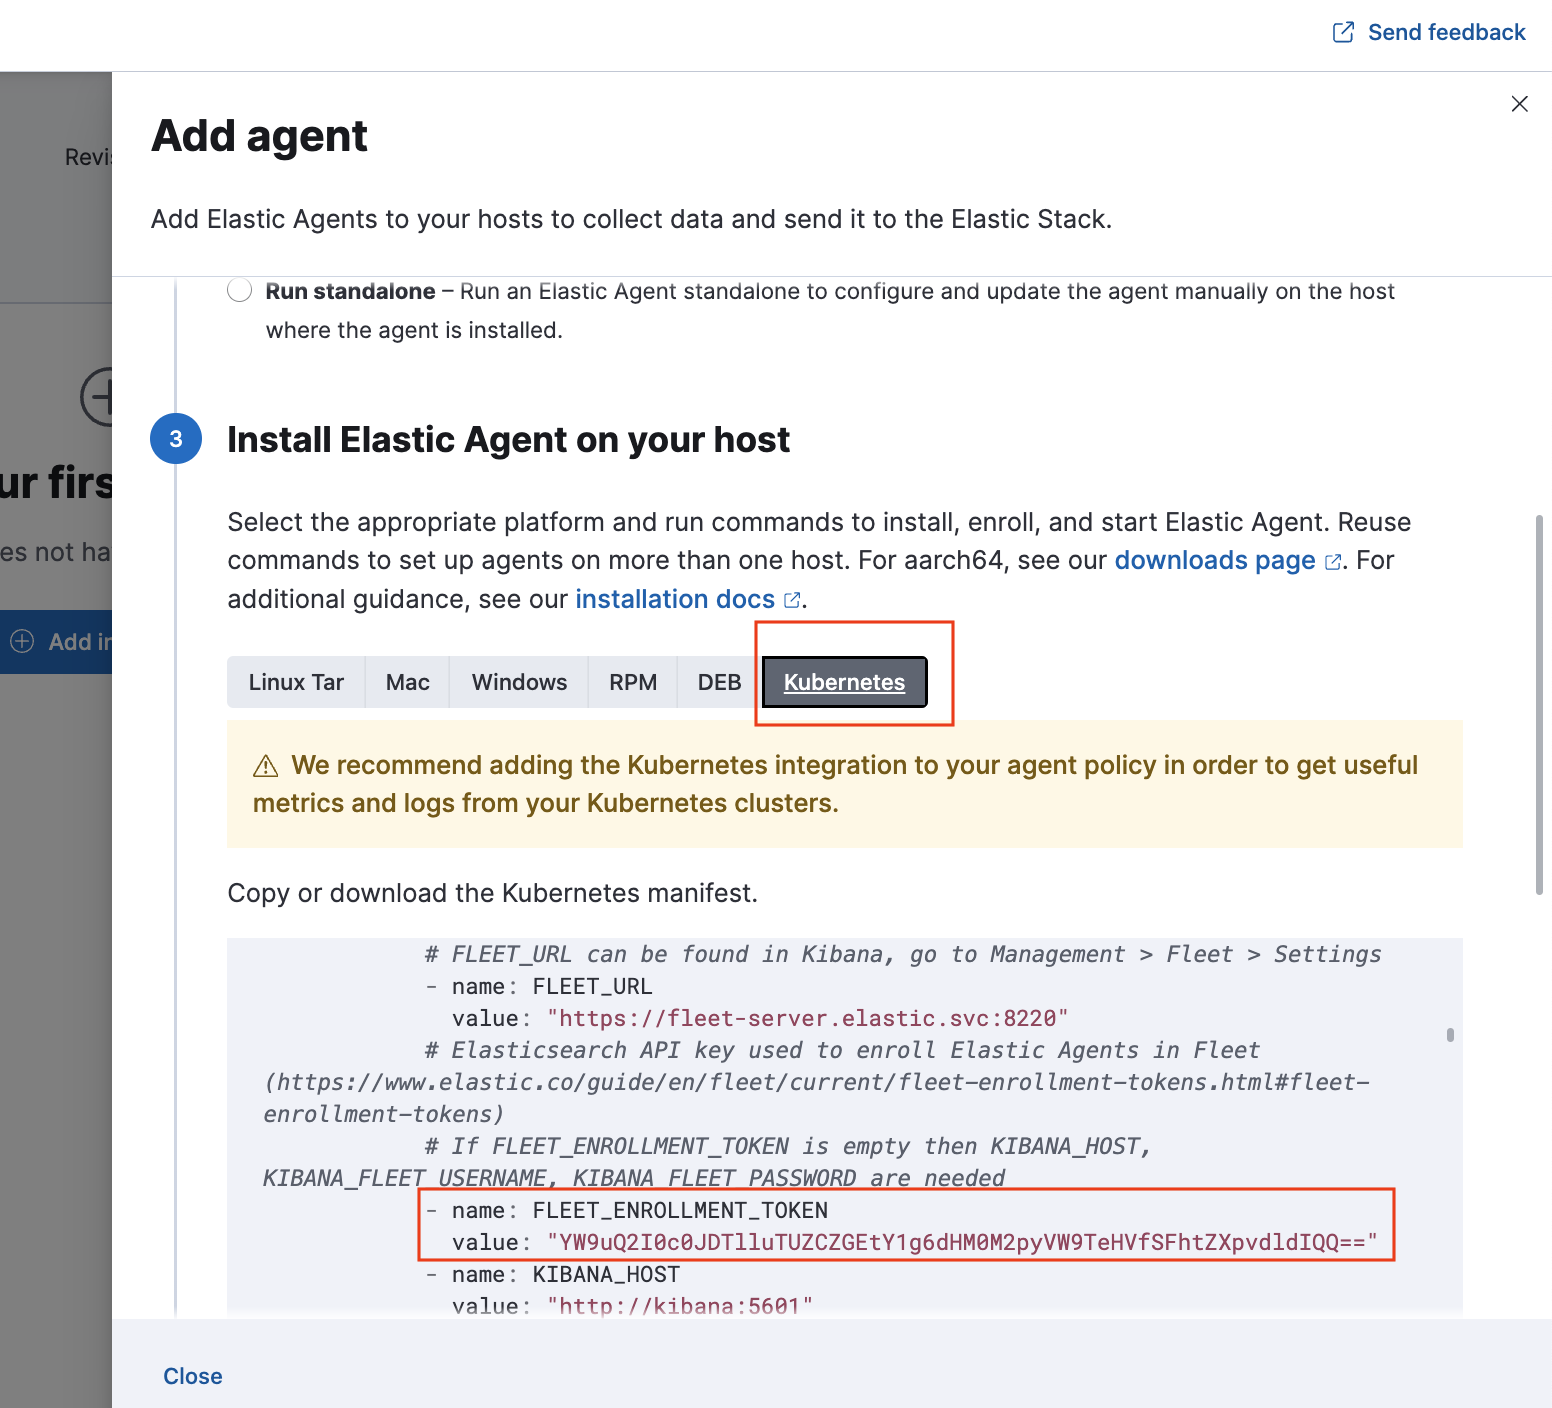 Send feedback
Add agent
Revis
Add Elastic Agents to your hosts to collect data and send it to the Elastic Stack.
Run standalone – Run an Elastic Agent standalone to configure and update the agent manually on the host
where the agent is installed.
3 Install Elastic Agent on your host
ur firs
Select the appropriate platform and run commands to install, enroll, and start Elastic Agent. Reuse
es not ha
commands to set up agents on more than one host. For aarch64, see our downloads page. For
additional guidance, see our installation docs.
Add in
Linux Tar Mac Windows RPM DEB Kubernetes
We recommend adding the Kubernetes integration to your agent policy in order to get useful
metrics and logs from your Kubernetes clusters.
Copy or download the Kubernetes manifest.
# FLEET_URL can be found in Kibana, go to Management > Fleet > Settings
- name: FLEET_URL
value: "https://fleet-server.elastic.svc:8220"
# Elasticsearch API key used to enroll Elastic Agents in Fleet
(https://www.elastic.co/guide/en/fleet/current/fleet-enrollment-tokens.html#fleet-
enrollment-tokens)
# If FLEET_ENROLLMENT_TOKEN is empty then KIBANA_HOST,
KIBANA_FLEET_USERNAME, KIBANA_FLEET_PASSWORD are needed
- name: FLEET_ENROLLMENT_TOKEN
value: "YW9uQ2I0c0JDTlluTUZCZGEtY1g6dHM0M2pyVW9TeHVfSFhtZXpvdldIQQ=="
- name: KIBANA_HOST
value: "http://kibana:5601"
Close